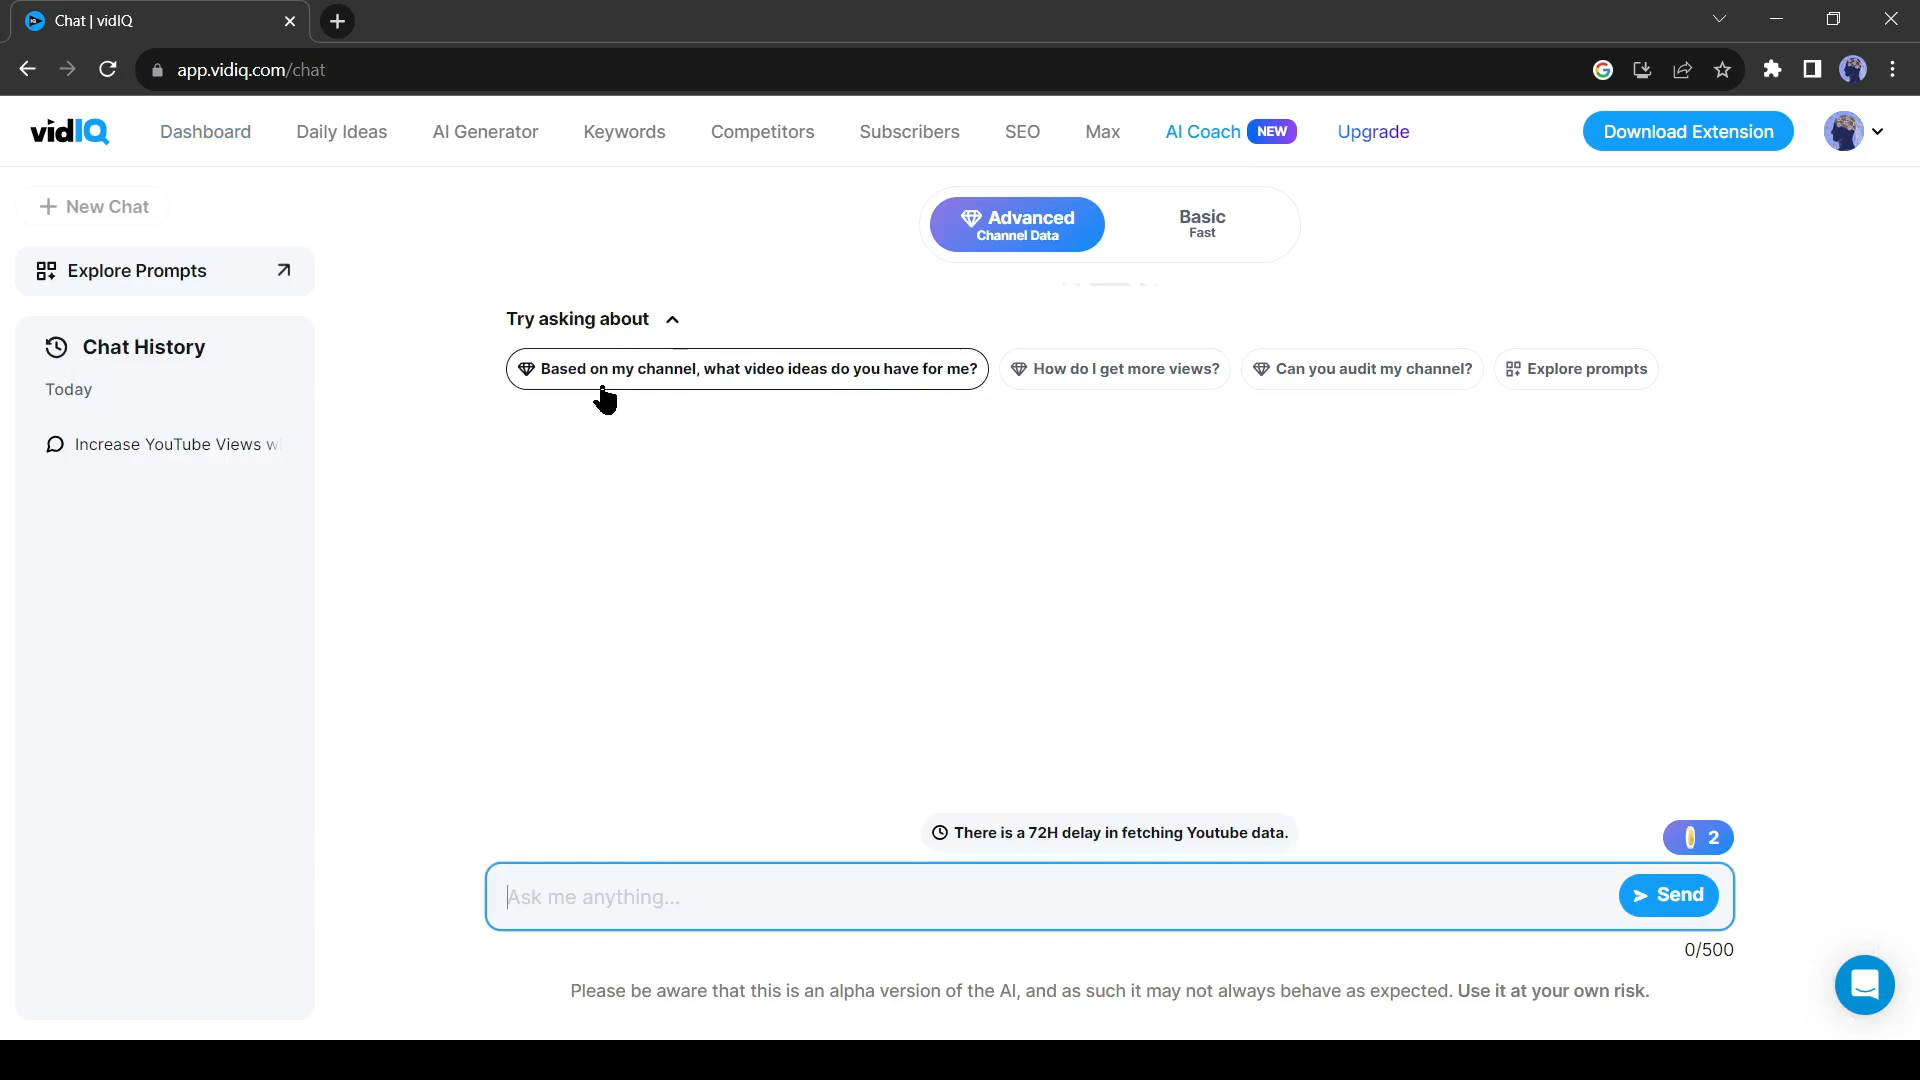 Chat | vidIQ
app.vidiq.com/chat
vidIQ Dashboard Daily Ideas AI Generator Keywords Competitors Subscribers SEO Max AI Coach NEW Upgrade Download Extension
New Chat
Advanced
Channel Data
Basic
Fast
Explore Prompts
Try asking about
Based on my channel, what video ideas do you have for me? How do I get more views? Can you audit my channel? Explore prompts
Chat History
Today
Increase YouTube Views
There is a 72H delay in fetching Youtube data.
2
Ask me anything...
Send
0/500
Please be aware that this is an alpha version of the AI, and as such it may not always behave as expected. Use it at your own risk.